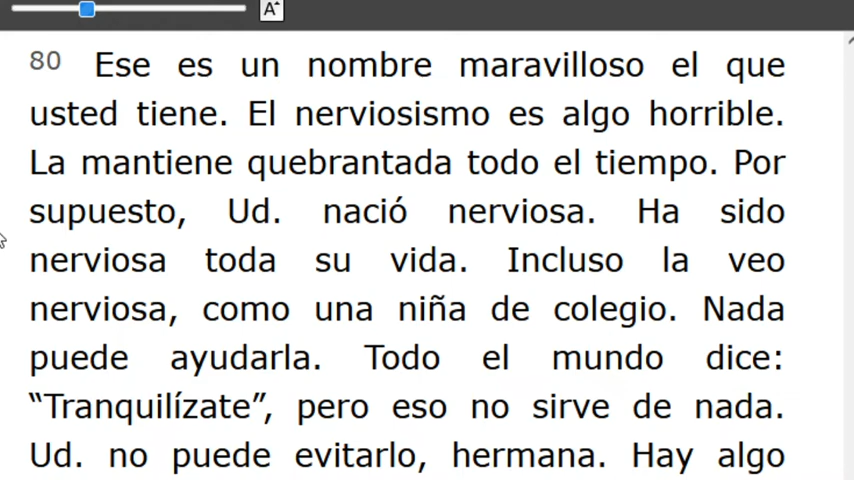 A
80 Ese es un nombre maravilloso el que
usted tiene. El nerviosismo es algo horrible.
La mantiene quebrantada todo el tiempo. Por
supuesto, Ud. nació nerviosa. Ha sido
nerviosa toda su vida. Incluso la veo
nerviosa, como una niña de colegio. Nada
puede ayudarla. Todo el mundo dice:
“Tranquilízate”, pero eso no sirve de nada.
Ud. no puede evitarlo, hermana. Hay algo